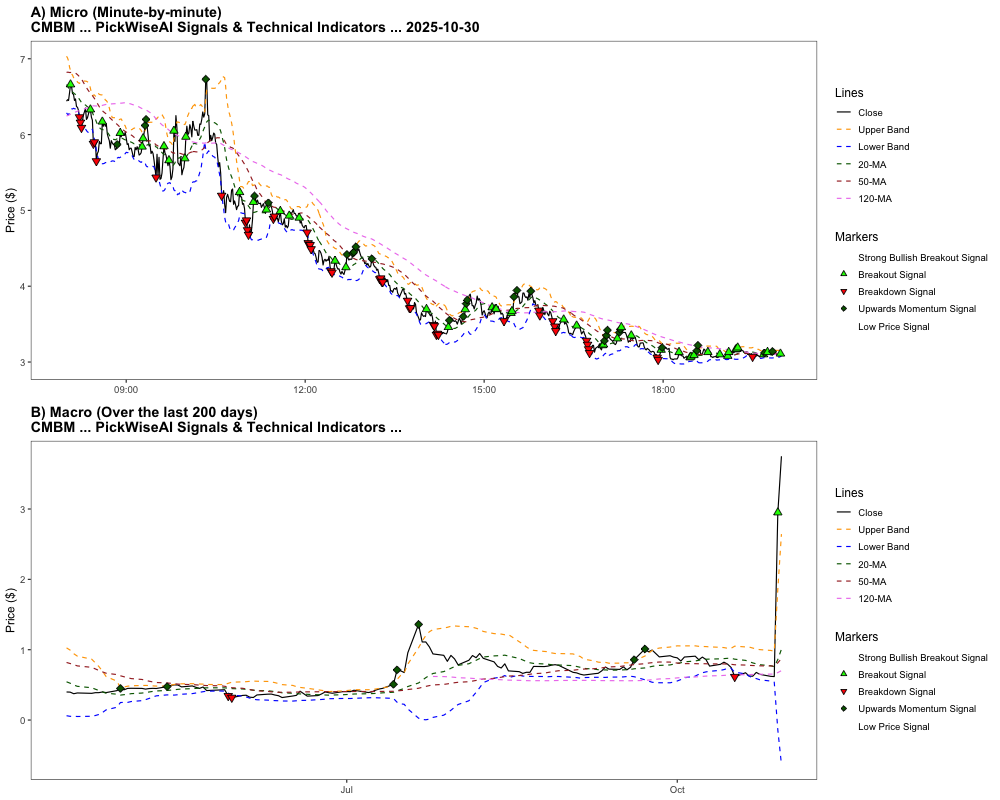 A) Micro (Minute-by-minute)
CMBM ... PickWiseAI Signals & Technical Indicators ... 2025-10-30
Price ($)
7
6
5
4
3
09:00
12:00
15:00
18:00
Lines
Close
Upper Band
Lower Band
20-MA
50-MA
120-MA
Markers
Strong Bullish Breakout Signal
Breakout Signal
Breakdown Signal
Upwards Momentum Signal
Low Price Signal
B) Macro (Over the last 200 days)
CMBM ... PickWiseAI Signals & Technical Indicators ...
Price ($)
3
2
1
0
Jul
Oct
Lines
Close
Upper Band
Lower Band
20-MA
50-MA
120-MA
Markers
Strong Bullish Breakout Signal
Breakout Signal
Breakdown Signal
Upwards Momentum Signal
Low Price Signal